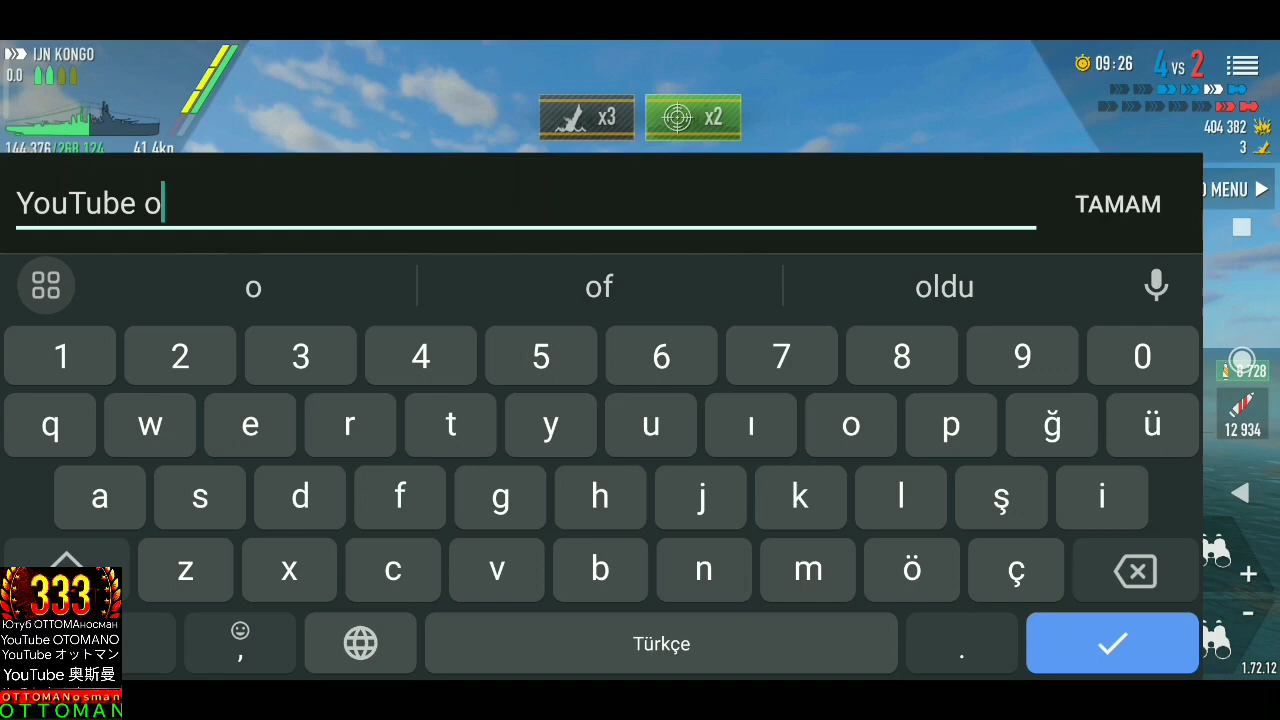 IJN KONGO
0.0
144 376/268 124 41.4kn
x3
x2
09:26
4 vs 2
404 382
3
YouTube o
TAMAM
MENU
o of oldu
1 2 3 4 5 6 7 8 9 0
q w e r t y u ı o p ğ ü
a s d f g h j k l ş i
z x c v b n m ö ç
, Türkçe .
8 728
12 934
+
-
1.72.12
333
Ютуб ОТТОМАносман
YouTube OTOMANO
YouTube オットマン
YouTube 奥斯曼
OTTOMANosman
OTTOMAN